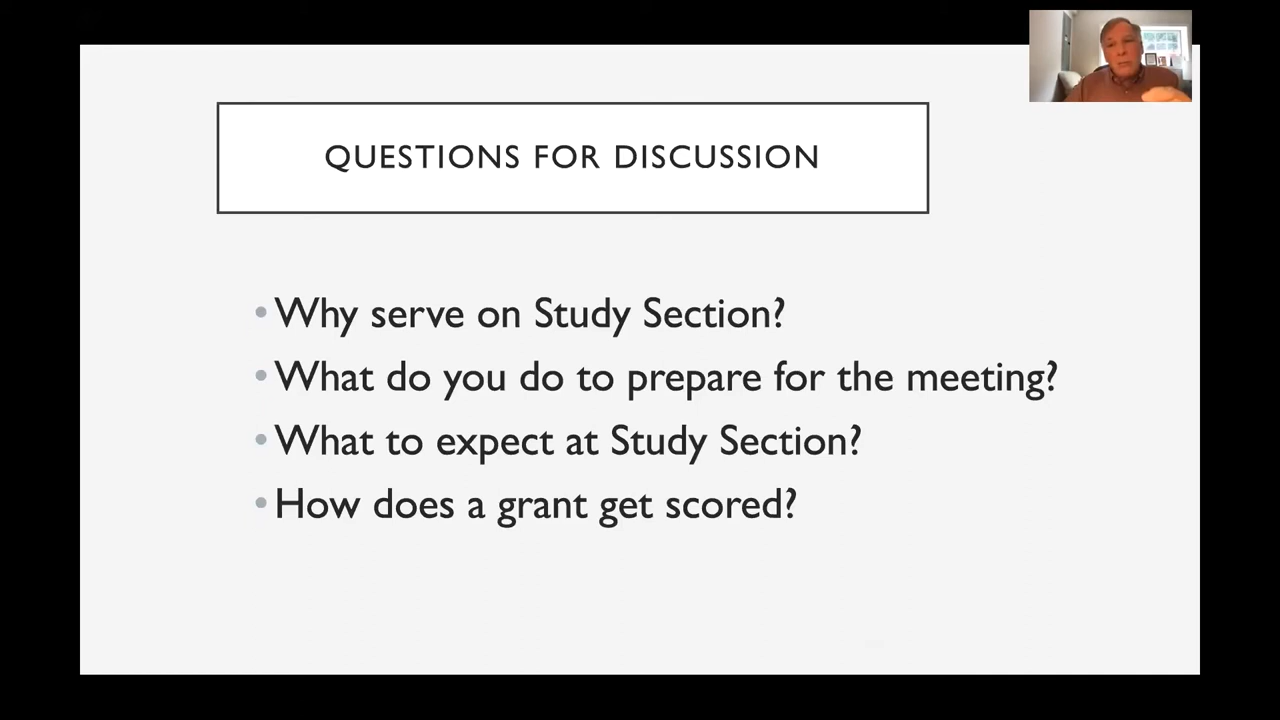 QUESTIONS FOR DISCUSSION
• Why serve on Study Section?
• What do you do to prepare for the meeting?
• What to expect at Study Section?
• How does a grant get scored?